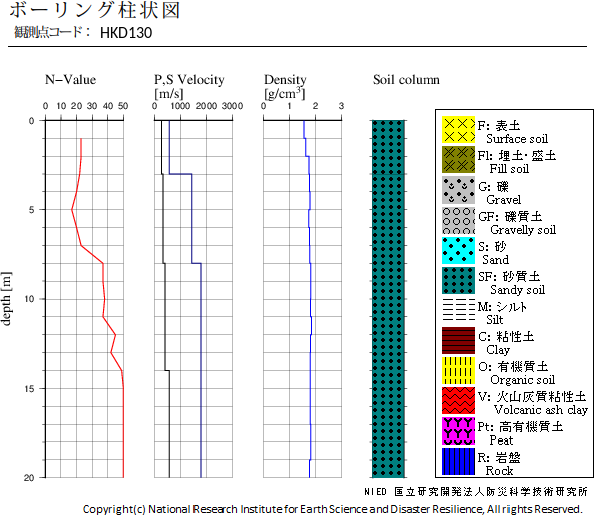 ボーリング柱状図
観測点コード： HKD130
N−Value
P,S Velocity
[m/s]
Density
[g/cm³]
Soil column
0 10 20 30 40 50
0 1000 2000 3000
0 1 2 3
0
5
10
15
20
depth [m]
F: 表土
Surface soil
Fl: 埋土・盛土
Fill soil
G: 礫
Gravel
GF: 礫質土
Gravelly soil
S: 砂
Sand
SF: 砂質土
Sandy soil
M: シルト
Silt
C: 粘性土
Clay
O: 有機質土
Organic soil
V: 火山灰質粘性土
Volcanic ash clay
Pt: 高有機質土
Peat
R: 岩盤
Rock
NIED 国立研究開発法人防災科学技術研究所
Copyright(c) National Research Institute for Earth Science and Disaster Resilience, All rights Reserved.